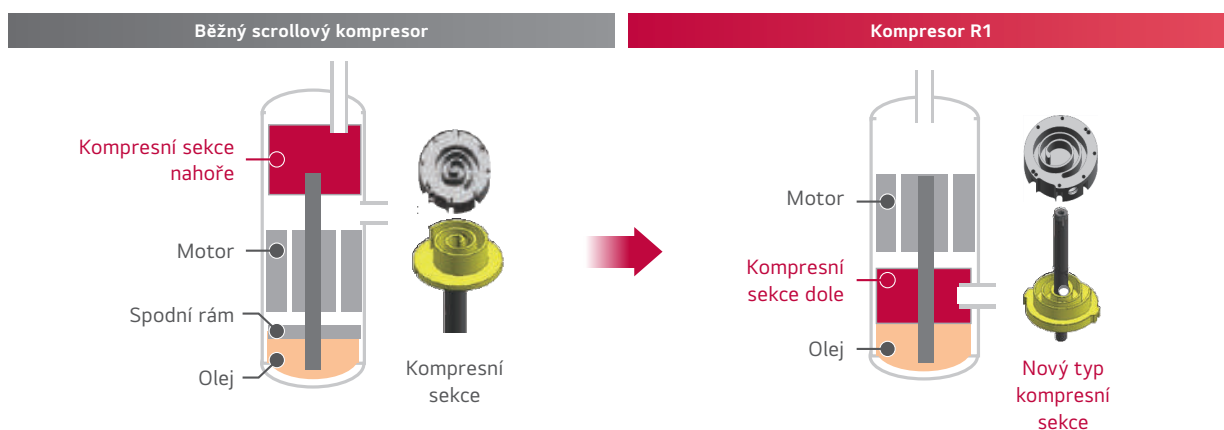 Běžný scrollový kompresor
Kompresní sekce
nahoře
Motor
Spodní rám
Olej
Kompresní
sekce
Kompresor R1
Motor
Kompresní
sekce dole
Olej
Nový typ
kompresní
sekce